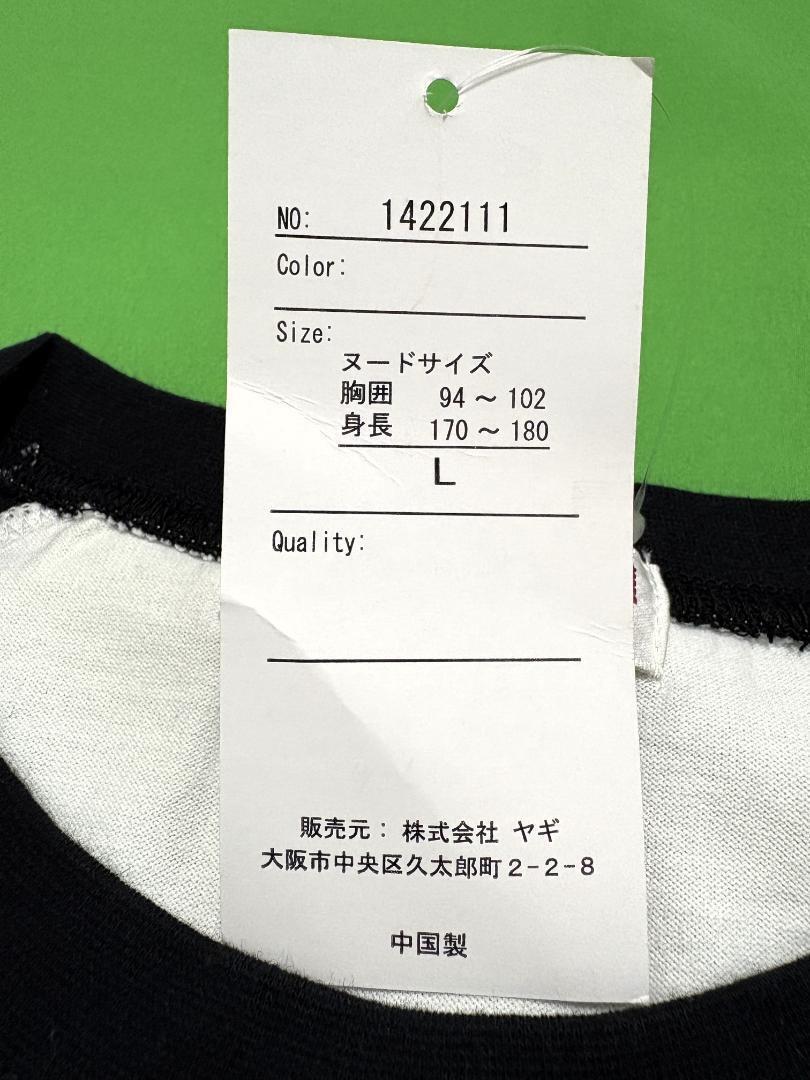 NO: 1422111
Color:
Size:
ヌードサイズ
胸囲 94 ～ 102
身長 170 ～ 180
L
Quality:
販売元： 株式会社 ヤギ
大阪市中央区久太郎町２−２−８
中国製